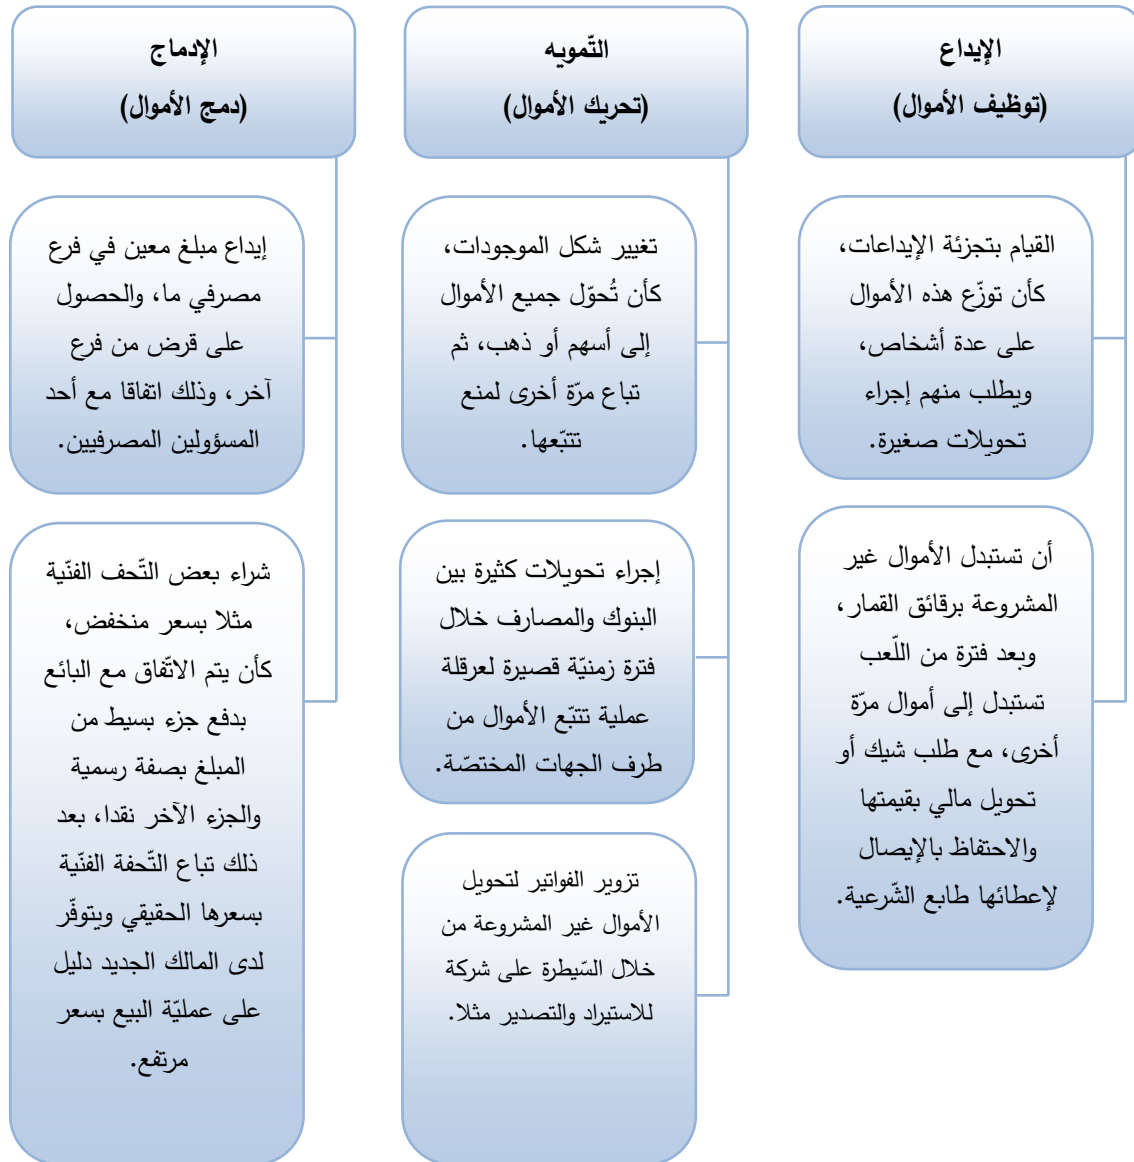 الإيداع
(توظيف الأموال)
القيام بتجزئة الإيداعات،
كأن توزّع هذه الأموال
على عدة أشخاص،
ويطلب منهم إجراء
تحويلات صغيرة.
أن تستبدل الأموال غير
المشروعة برقائق القمار،
وبعد فترة من اللّعب
تستبدل إلى أموال مرّة
أخرى، مع طلب شيك أو
تحويل مالي بقيمتها
والاحتفاظ بالإيصال
لإعطائها طابع الشّرعية.
التّمويه
(تحريك الأموال)
تغيير شكل الموجودات،
كأن تُحوّل جميع الأموال
إلى أسهم أو ذهب، ثم
تباع مرّة أخرى لمنع
تتبّعها.
إجراء تحويلات كثيرة بين
البنوك والمصارف خلال
فترة زمنيّة قصيرة لعرقلة
عملية تتبّع الأموال من
طرف الجهات المختصّة.
تزوير الفواتير لتحويل
الأموال غير المشروعة من
خلال السّيطرة على شركة
للاستيراد والتصدير مثلا.
الإدماج
(دمج الأموال)
إيداع مبلغ معين في فرع
مصرفي ما، والحصول
على قرض من فرع
آخر، وذلك اتفاقا مع أحد
المسؤولين المصرفيين.
شراء بعض التّحف الفنّية
مثلا بسعر منخفض،
كأن يتم الاتّفاق مع البائع
بدفع جزء بسيط من
المبلغ بصفة رسمية
والجزء الآخر نقدا، بعد
ذلك تباع التّحفة الفنّية
بسعرها الحقيقي ويتوفّر
لدى المالك الجديد دليل
على عمليّة البيع بسعر
مرتفع.